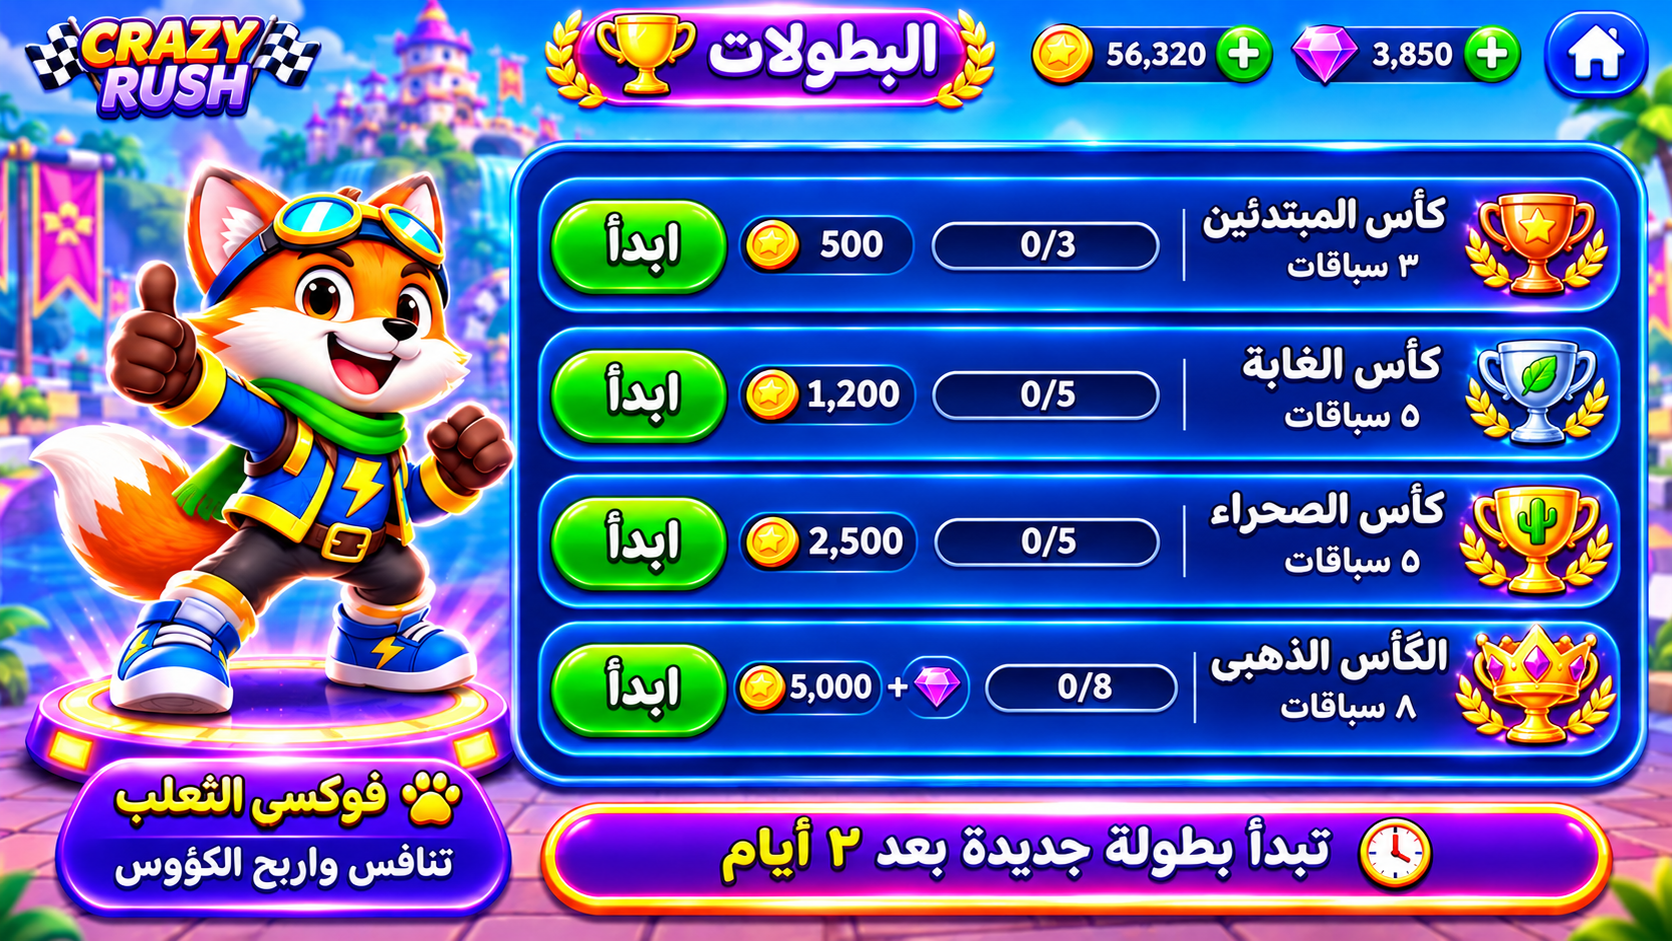 CRAZY
RUSH
البطولات
56,320
3,850
كأس المبتدئين
٣ سباقات
0/3
500
ابدأ
كأس الغابة
٥ سباقات
0/5
1,200
ابدأ
كأس الصحراء
٥ سباقات
0/5
2,500
ابدأ
الكأس الذهبي
٨ سباقات
0/8
5,000 +
ابدأ
فوكسي الثعلب
تنافس واربح الكؤوس
تبدأ بطولة جديدة بعد ٢ أيام